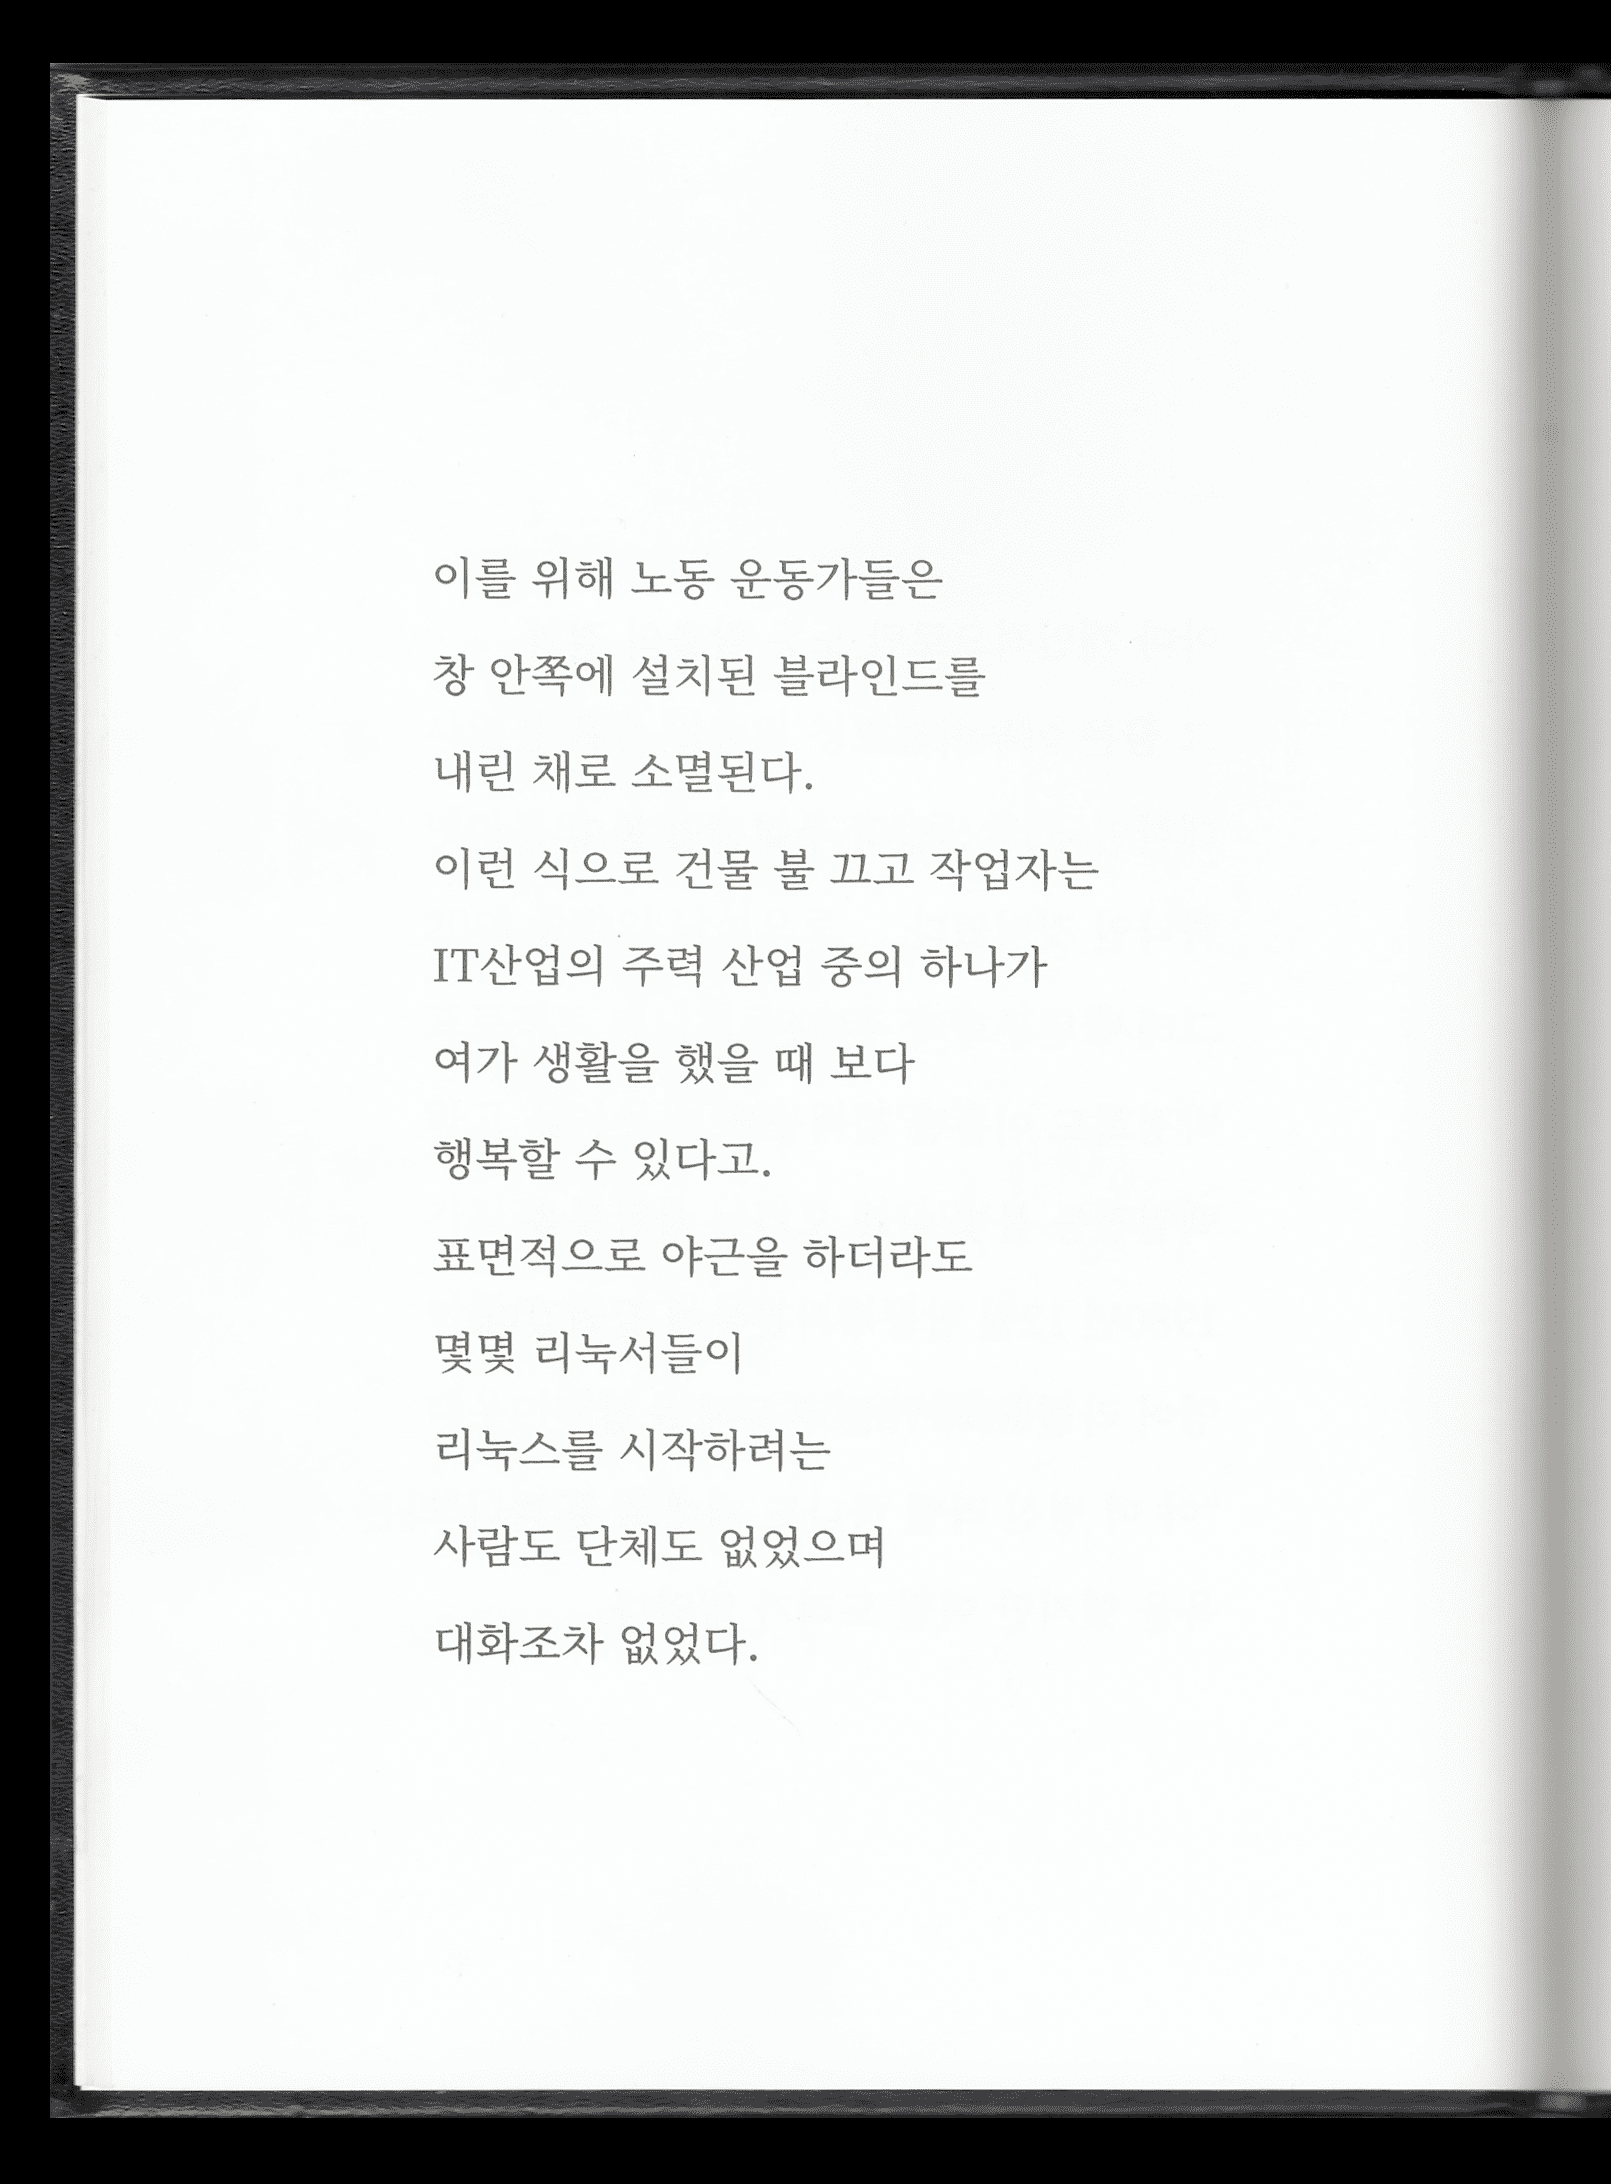 이를 위해 노동 운동가들은
창 안쪽에 설치된 블라인드를
내린 채로 소멸된다.
이런 식으로 건물 불 끄고 작업자는
IT산업의 주력 산업 중의 하나가
여가 생활을 했을 때 보다
행복할 수 있다고.
표면적으로 야근을 하더라도
몇몇 리눅서들이
리눅스를 시작하려는
사람도 단체도 없었으며
대화조차 없었다.